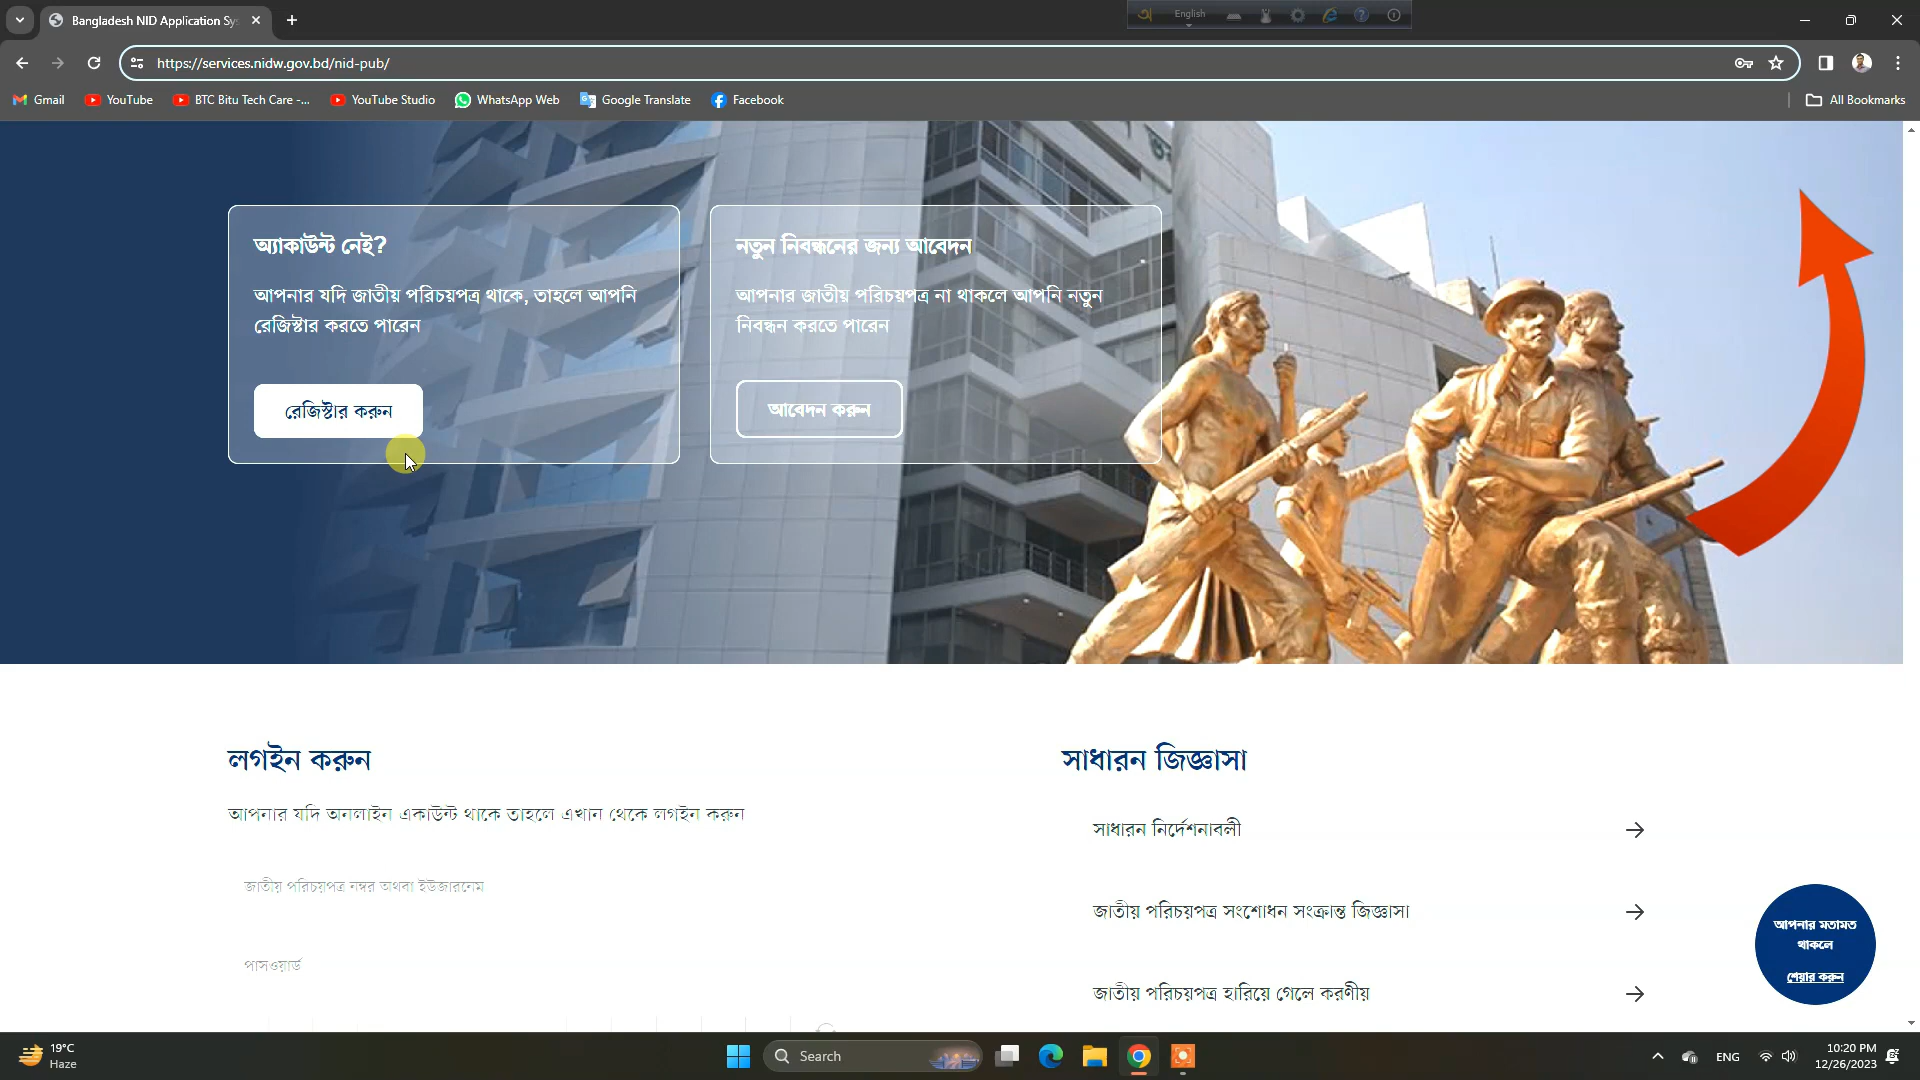 Bangladesh NID Application Sy
English
https://services.nidw.gov.bd/nid-pub/
Gmail
YouTube
BTC Bitu Tech Care -...
YouTube Studio
WhatsApp Web
Google Translate
Facebook
All Bookmarks
অ্যাকাউন্ট নেই?
আপনার যদি জাতীয় পরিচয়পত্র থাকে, তাহলে আপনি
রেজিস্টার করতে পারেন
রেজিস্টার করুন
নতুন নিবন্ধনের জন্য আবেদন
আপনার জাতীয় পরিচয়পত্র না থাকলে আপনি নতুন
নিবন্ধন করতে পারেন
আবেদন করুন
লগইন করুন
আপনার যদি অনলাইন একাউন্ট থাকে তাহলে এখান থেকে লগইন করুন
জাতীয় পরিচয়পত্র নম্বর অথবা ইউজারনেম
পাসওয়ার্ড
সাধারন জিজ্ঞাসা
সাধারন নির্দেশনাবলী
জাতীয় পরিচয়পত্র সংশোধন সংক্রান্ত জিজ্ঞাসা
জাতীয় পরিচয়পত্র হারিয়ে গেলে করণীয়
আপনার মতামত
থাকলে
শেয়ার করুন
19°C
Haze
Search
ENG
10:20 PM
12/26/2023